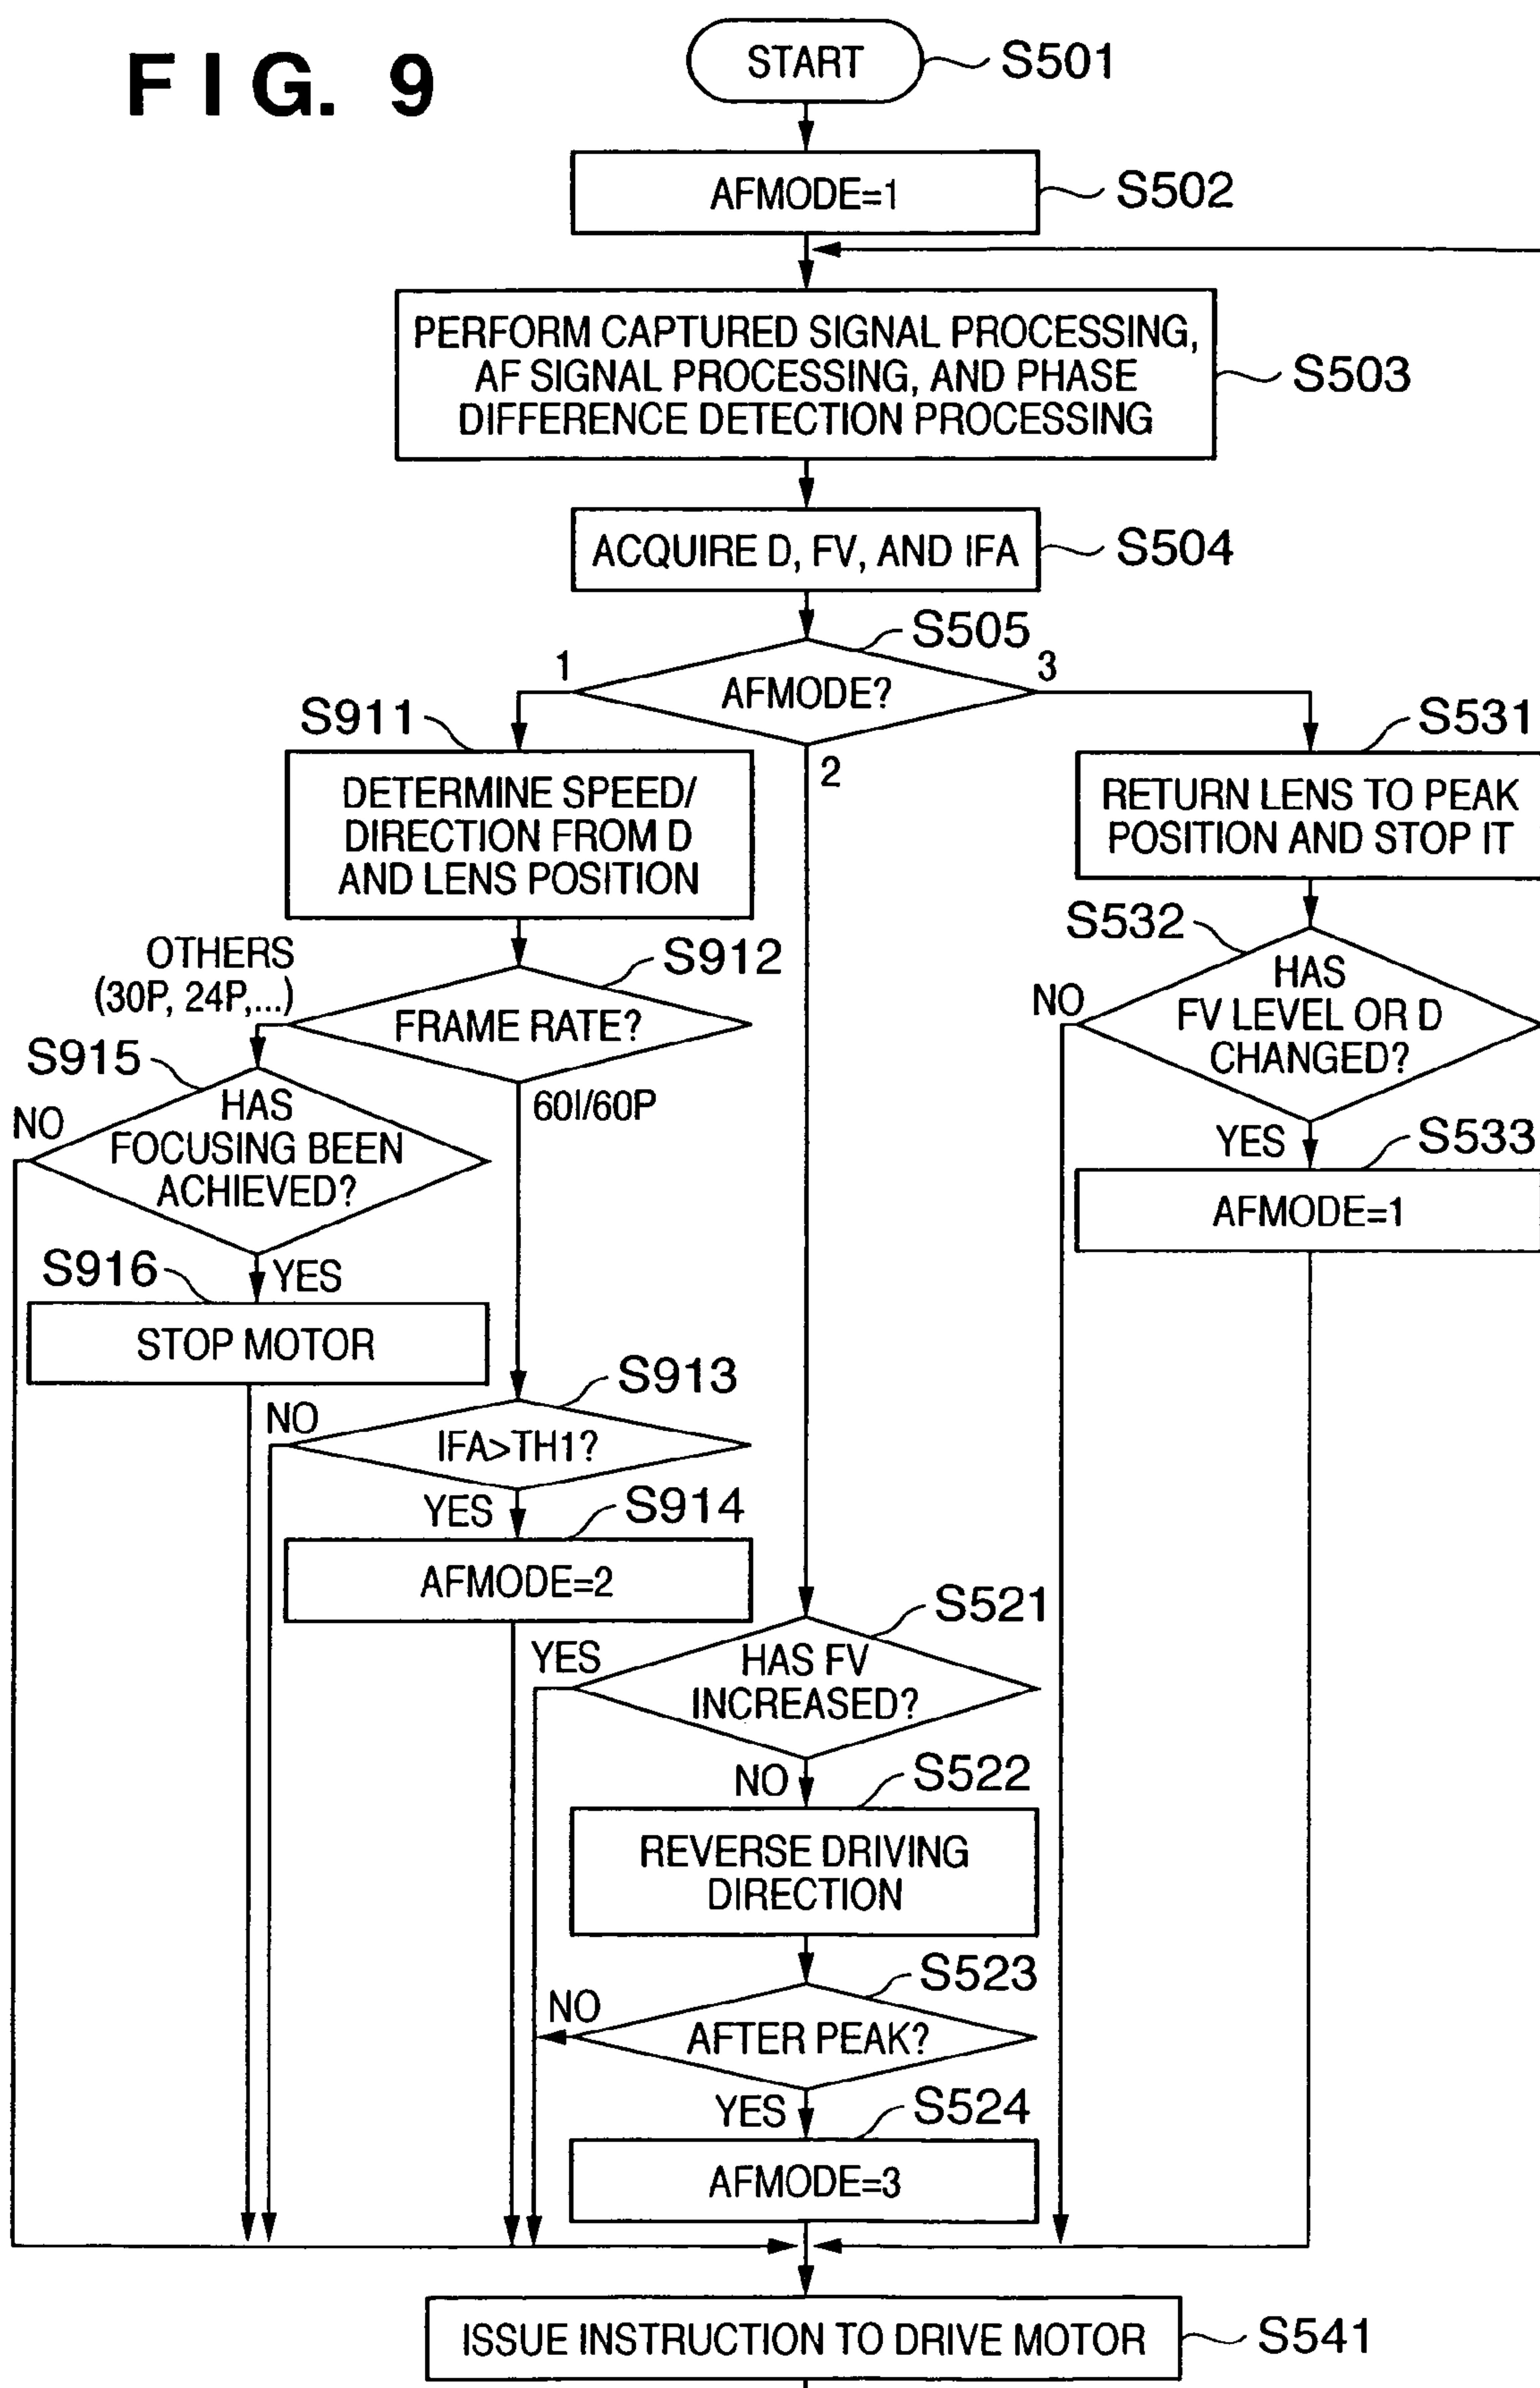 FIG. 9
START
S501
AFMODE=1
S502
PERFORM CAPTURED SIGNAL PROCESSING,
AF SIGNAL PROCESSING, AND PHASE
DIFFERENCE DETECTION PROCESSING
S503
ACQUIRE D, FV, AND IFA
S504
S505
1
AFMODE?
3
2
S911
DETERMINE SPEED/
DIRECTION FROM D
AND LENS POSITION
S531
RETURN LENS TO PEAK
POSITION AND STOP IT
OTHERS
(30P, 24P,...)
S912
FRAME RATE?
60I/60P
S532
HAS
FV LEVEL OR D
CHANGED?
NO
YES
S533
AFMODE=1
S915
HAS
FOCUSING BEEN
ACHIEVED?
NO
YES
S916
STOP MOTOR
S913
IFA>TH1?
NO
YES
S914
AFMODE=2
S521
HAS FV
INCREASED?
YES
NO
S522
REVERSE DRIVING
DIRECTION
S523
AFTER PEAK?
NO
YES
S524
AFMODE=3
ISSUE INSTRUCTION TO DRIVE MOTOR
S541